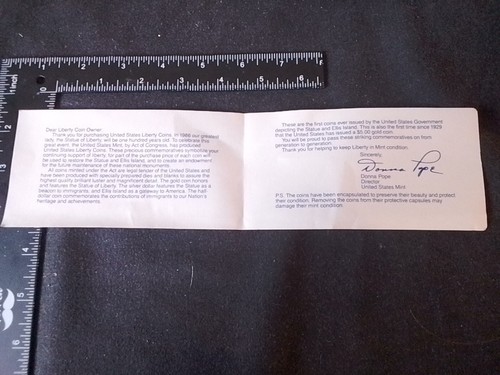 Dear Liberty Coin Owner
Thank you for purchasing United States Liberty Coins. In 1986 our greatest
lady, the Statue of Liberty, will be one hundred years old. To celebrate this
great event, the United States Mint, by Act of Congress, has produced
United States Liberty Coins. These precious commemoratives symbolize your
continuing support of liberty for part of the purchase price of each coin will
be used to restore the Statue and Ellis Island, and to create an endowment
for the future maintenance of these national monuments.
All coins minted under the Act are legal tender of the United States and
have been produced with specially procured dies and blanks to assure the
highest quality brilliant luster and magnificent detail. The gold coin honors
and features the Statue of Liberty. The silver dollar features the Statue as a
beacon to immigrants, and Ellis Island as a gateway to America. The half-
dollar coin commemorates the contributions of immigrants to our Nation's
heritage and achievements.
These are the first coins ever issued by the United States Government
depicting the Statue and Ellis Island. This is also the first time since 1929
that the United States has issued a $5.00 gold coin.
You will be proud to pass these striking commemoratives on from
generation to generation.
Thank you for helping to keep Liberty in Mint condition.
Sincerely,
Donna Pope
Donna Pope
Director
United States Mint
P.S. The coins have been encapsulated to preserve their beauty and protect
their condition. Removing the coins from their protective capsules may
damage their mint condition.
1 2 3 4 5 6 7
1 2 3 4 5 6